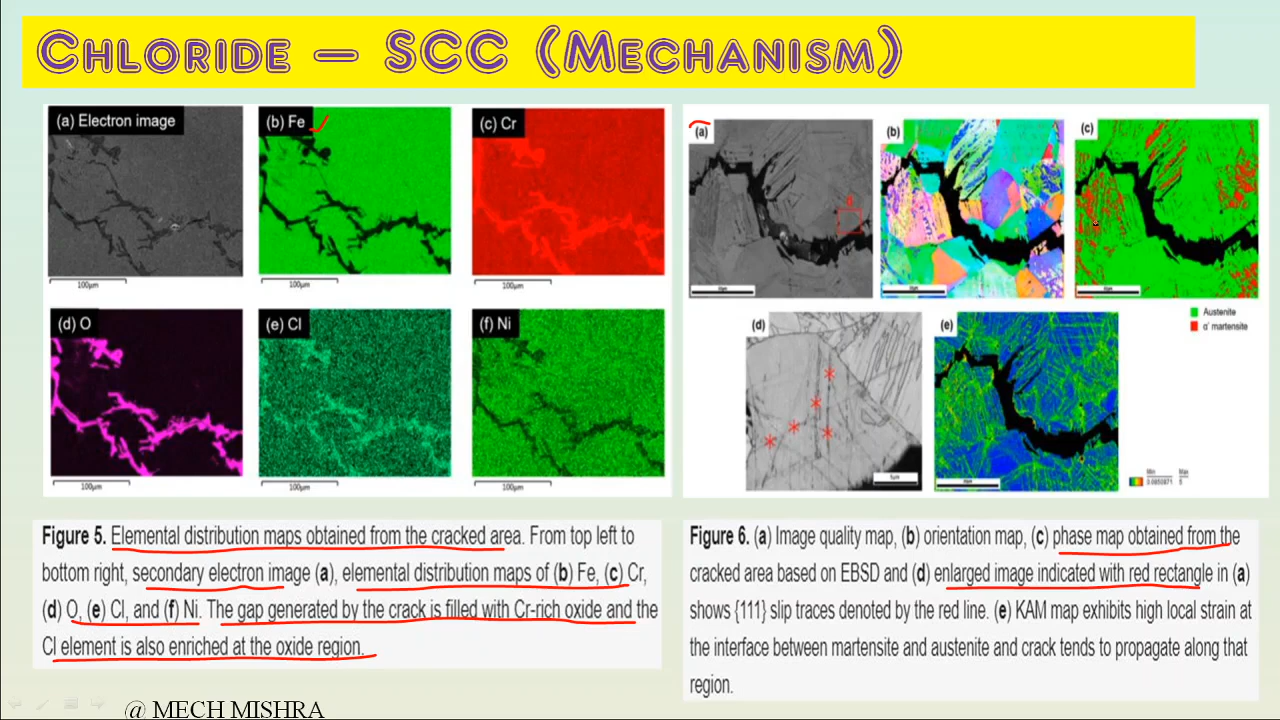 CHLORIDE – SCC (MECHANISM)
(a) Electron image
(b) Fe
(c) Cr
100µm
100µm
100µm
(d) O
(e) Cl
(f) Ni
100µm
100µm
100µm
(a)
(b)
(c)
d
Austenite
α' martensite
(d)
(e)
5µm
Min
Max
5
Figure 5. Elemental distribution maps obtained from the cracked area. From top left to
bottom right, secondary electron image (a), elemental distribution maps of (b) Fe, (c) Cr,
(d) O, (e) Cl, and (f) Ni. The gap generated by the crack is filled with Cr-rich oxide and the
Cl element is also enriched at the oxide region.
Figure 6. (a) Image quality map, (b) orientation map, (c) phase map obtained from the
cracked area based on EBSD and (d) enlarged image indicated with red rectangle in (a)
shows {111} slip traces denoted by the red line. (e) KAM map exhibits high local strain at
the interface between martensite and austenite and crack tends to propagate along that
region.
@ MECH MISHRA